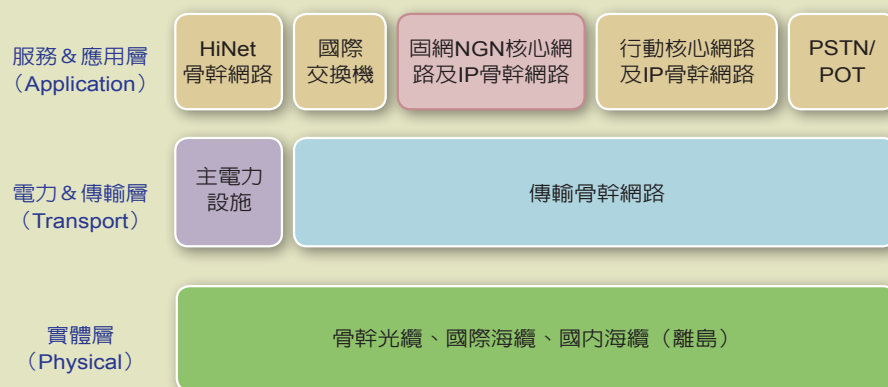 服務＆應用層
（Application）
HiNet
骨幹網路
國際
交換機
固網NGN核心網
路及IP骨幹網路
行動核心網路
及IP骨幹網路
PSTN/
POT
電力＆傳輸層
（Transport）
主電力
設施
傳輸骨幹網路
實體層
（Physical）
骨幹光纜、國際海纜、國內海纜（離島）